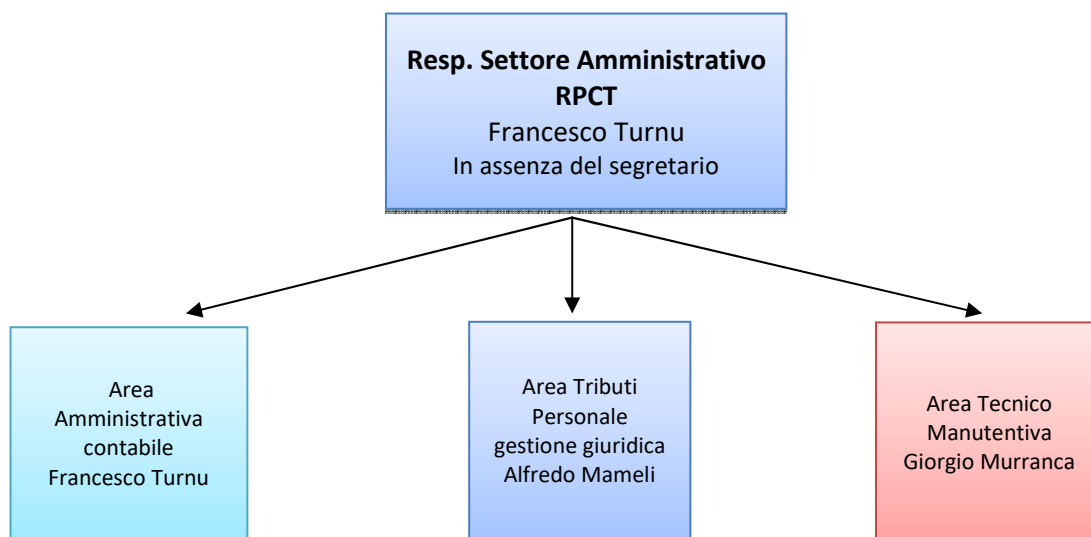 Resp. Settore Amministrativo
RPCT
Francesco Turnu
In assenza del segretario
Area
Amministrativa
contabile
Francesco Turnu
Area Tributi
Personale
gestione giuridica
Alfredo Mameli
Area Tecnico
Manutentiva
Giorgio Murranca